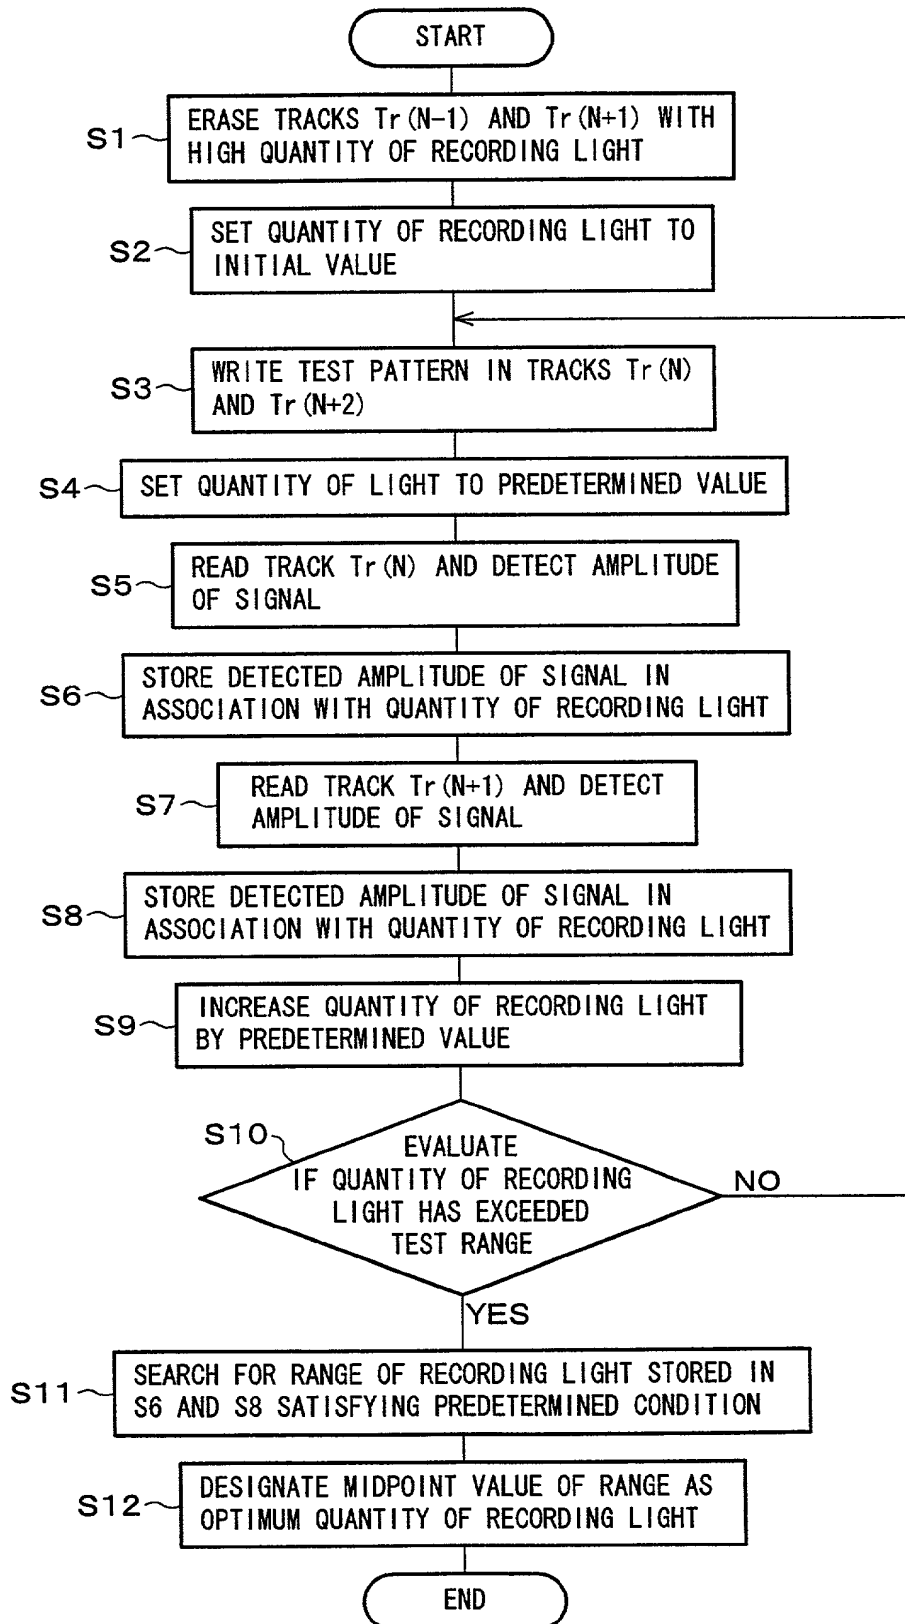 START
S1
ERASE TRACKS Tr(N-1) AND Tr(N+1) WITH
HIGH QUANTITY OF RECORDING LIGHT
S2
SET QUANTITY OF RECORDING LIGHT TO
INITIAL VALUE
S3
WRITE TEST PATTERN IN TRACKS Tr(N)
AND Tr(N+2)
S4
SET QUANTITY OF LIGHT TO PREDETERMINED VALUE
S5
READ TRACK Tr(N) AND DETECT AMPLITUDE
OF SIGNAL
S6
STORE DETECTED AMPLITUDE OF SIGNAL IN
ASSOCIATION WITH QUANTITY OF RECORDING LIGHT
S7
READ TRACK Tr(N+1) AND DETECT
AMPLITUDE OF SIGNAL
S8
STORE DETECTED AMPLITUDE OF SIGNAL IN
ASSOCIATION WITH QUANTITY OF RECORDING LIGHT
S9
INCREASE QUANTITY OF RECORDING LIGHT
BY PREDETERMINED VALUE
S10
EVALUATE
IF QUANTITY OF RECORDING
LIGHT HAS EXCEEDED
TEST RANGE
NO
YES
S11
SEARCH FOR RANGE OF RECORDING LIGHT STORED IN
S6 AND S8 SATISFYING PREDETERMINED CONDITION
S12
DESIGNATE MIDPOINT VALUE OF RANGE AS
OPTIMUM QUANTITY OF RECORDING LIGHT
END